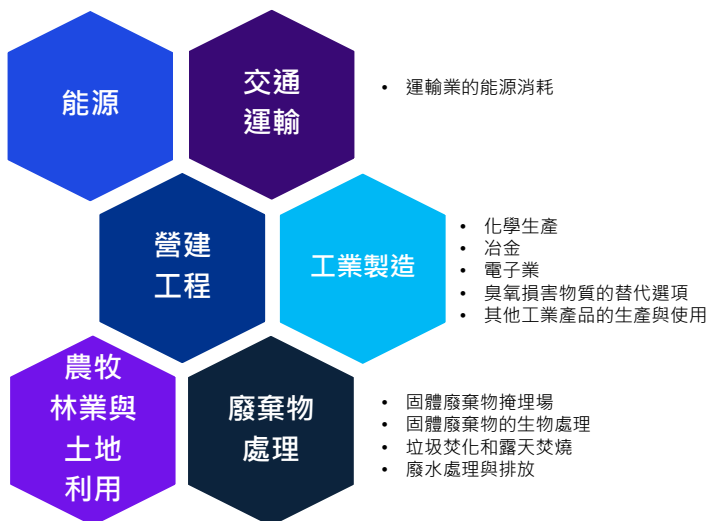 能源
交通
運輸
• 運輸業的能源消耗
營建
工程
工業製造
• 化學生產
• 冶金
• 電子業
• 臭氧損害物質的替代選項
• 其他工業產品的生產與使用
農牧
林業與
土地
利用
廢棄物
處理
• 固體廢棄物掩埋場
• 固體廢棄物的生物處理
• 垃圾焚化和露天焚燒
• 廢水處理與排放